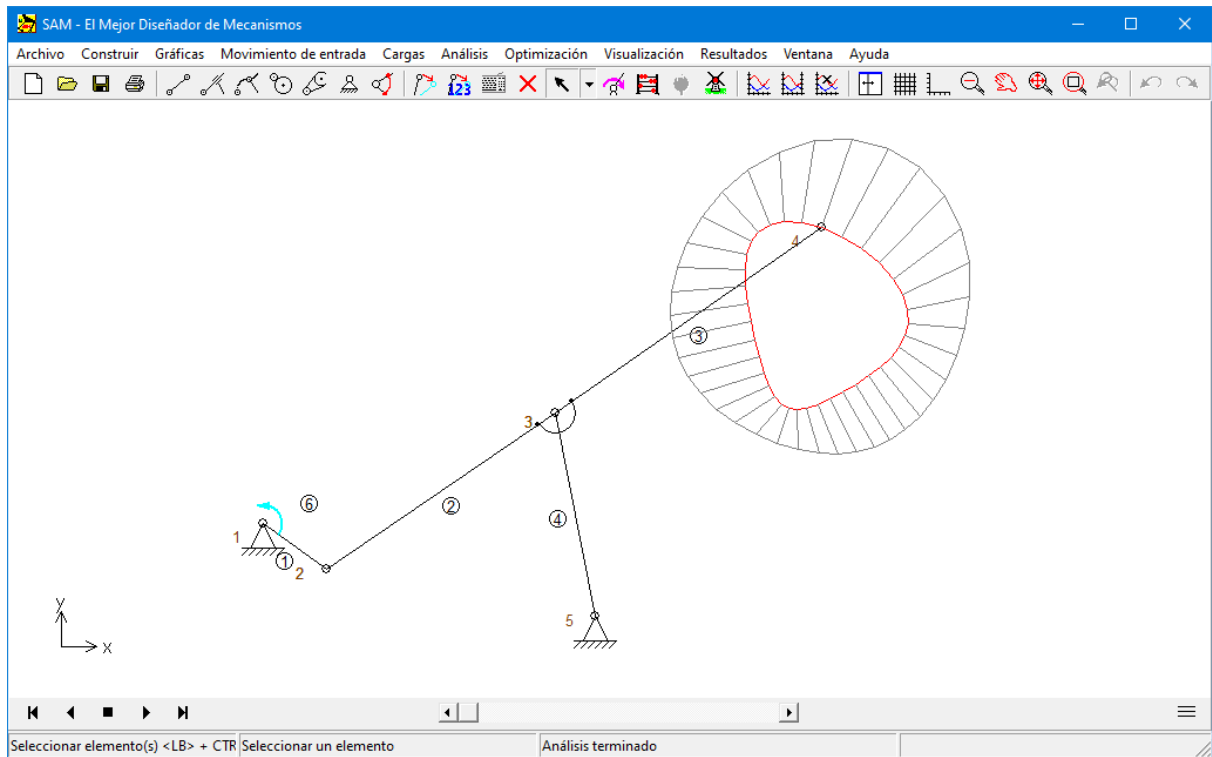 SAM - El Mejor Diseñador de Mecanismos
Archivo Construir Gráficas Movimiento de entrada Cargas Análisis Optimización Visualización Resultados Ventana Ayuda
123
4
3
3
6
2
4
1
1
2
5
y
x
Seleccionar elemento(s) <LB> + CTR Seleccionar un elemento Análisis terminado